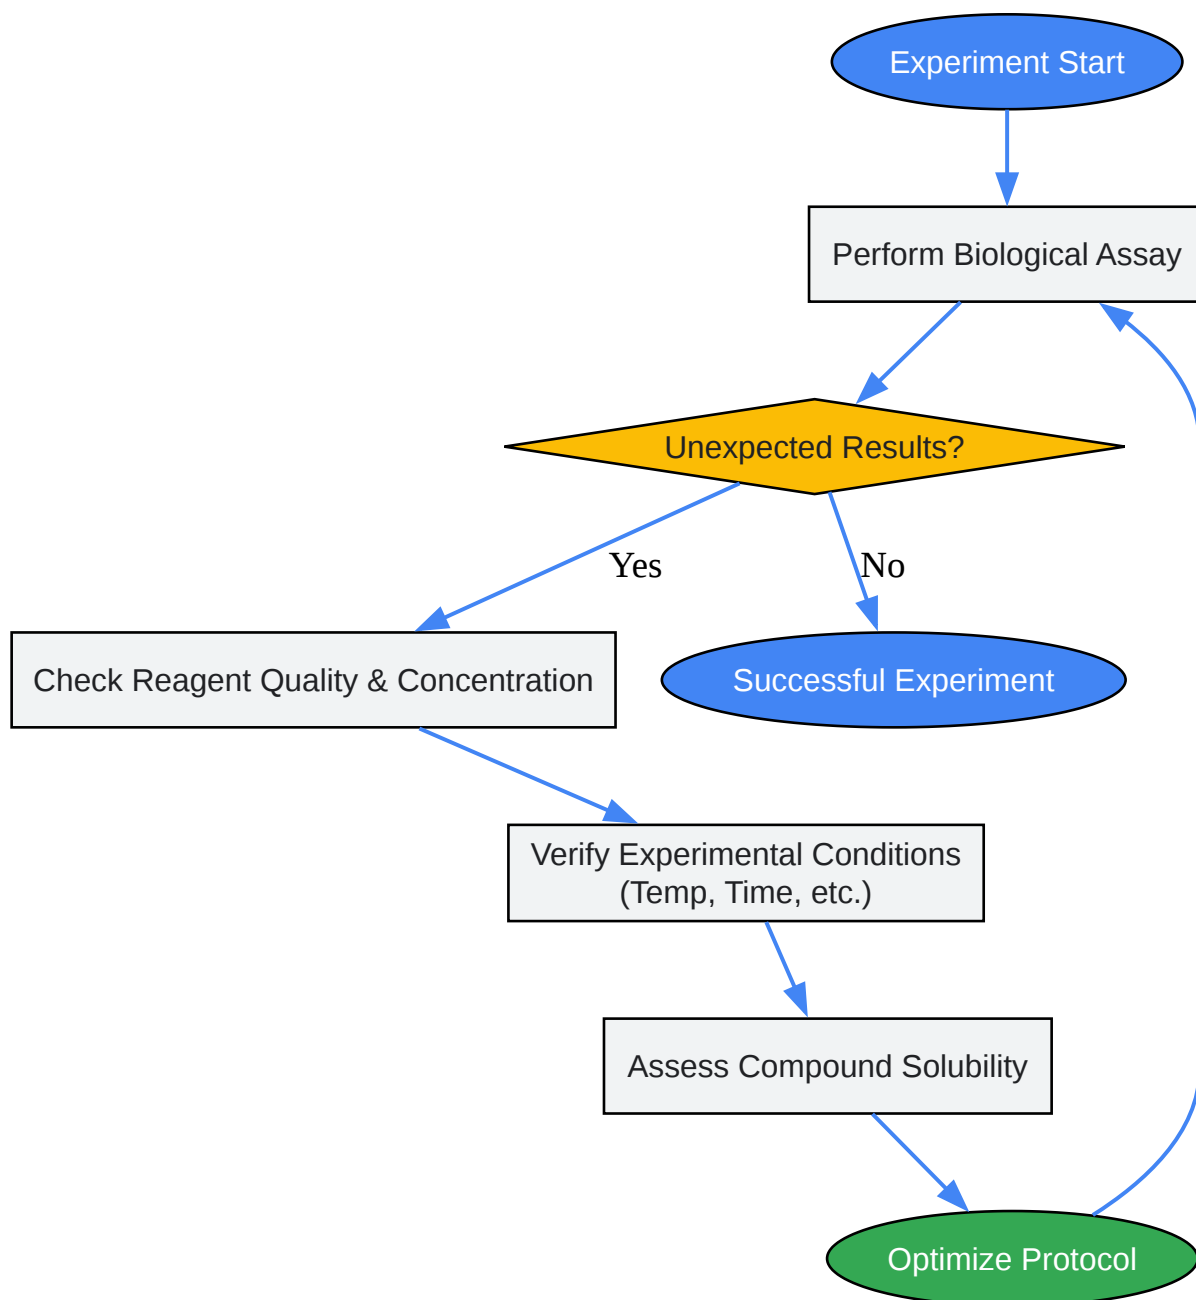 Experiment Start
Perform Biological Assay
Unexpected Results?
Yes
No
Check Reagent Quality & Concentration
Successful Experiment
Verify Experimental Conditions
(Temp, Time, etc.)
Assess Compound Solubility
Optimize Protocol